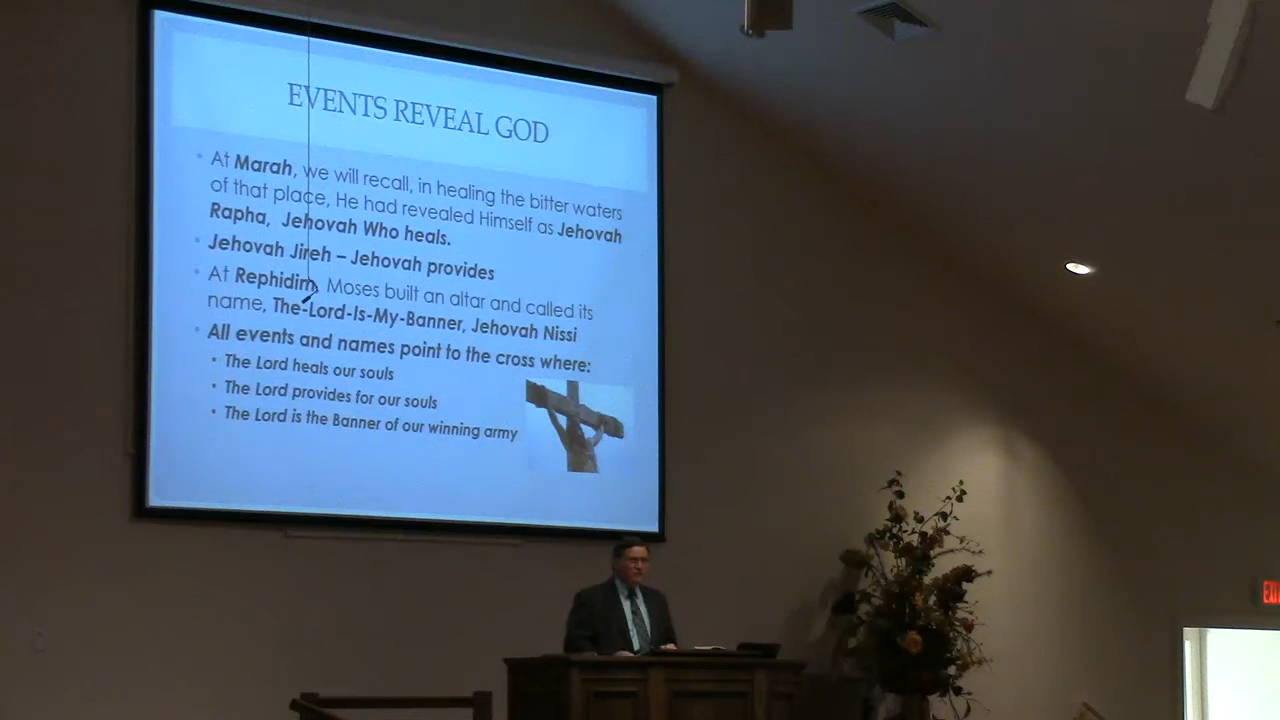 EVENTS REVEAL GOD
At Marah, we will recall, in healing the bitter waters
of that place, He had revealed Himself as Jehovah
Rapha, Jehovah Who heals.
Jehovah Jireh – Jehovah provides
At Rephidim, Moses built an altar and called its
name, The-Lord-Is-My-Banner, Jehovah Nissi
All events and names point to the cross where:
The Lord heals our souls
The Lord provides for our souls
The Lord is the Banner of our winning army